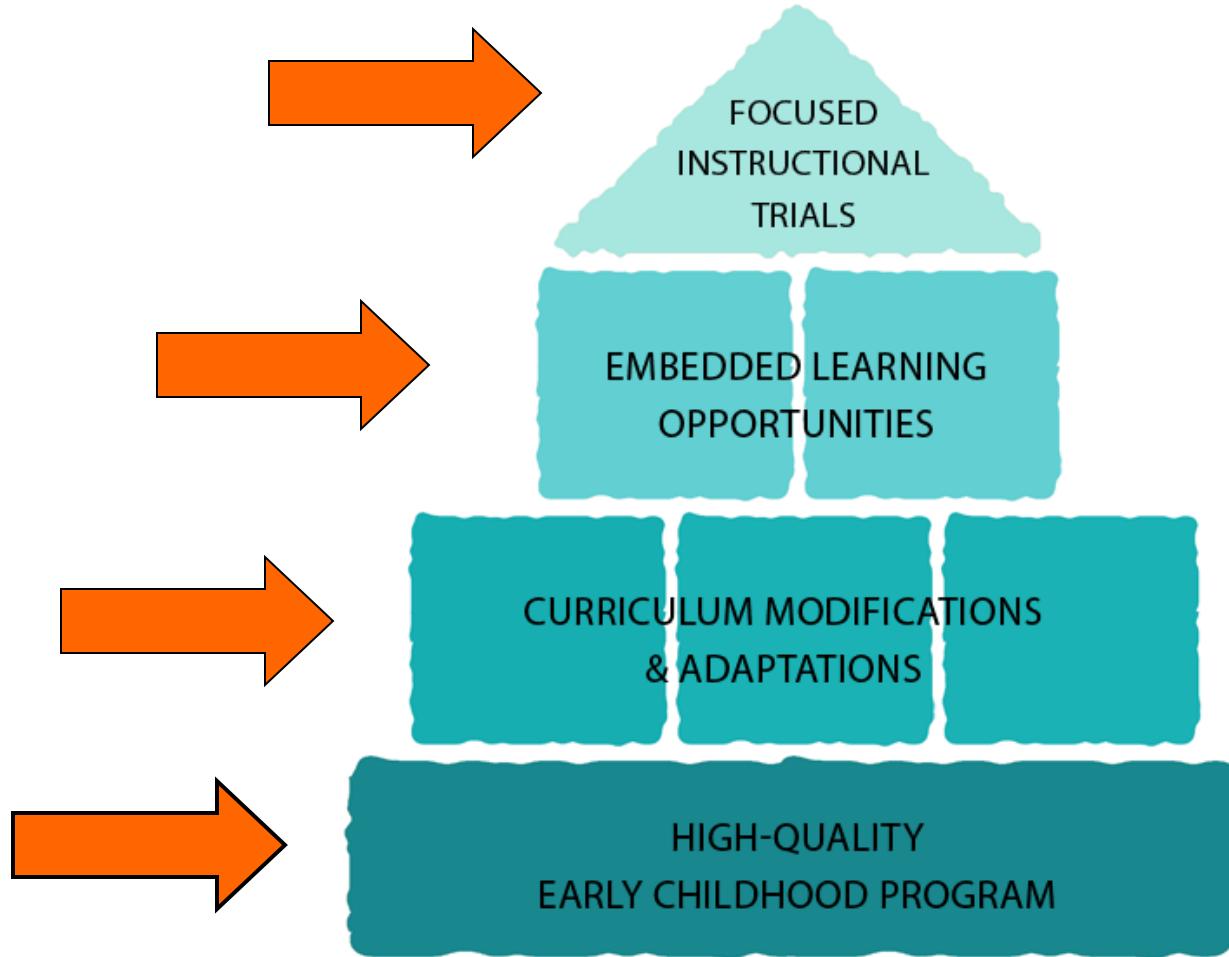 FOCUSED
INSTRUCTIONAL
TRIALS
EMBEDDED LEARNING
OPPORTUNITIES
CURRICULUM MODIFICATIONS
& ADAPTATIONS
HIGH-QUALITY
EARLY CHILDHOOD PROGRAM